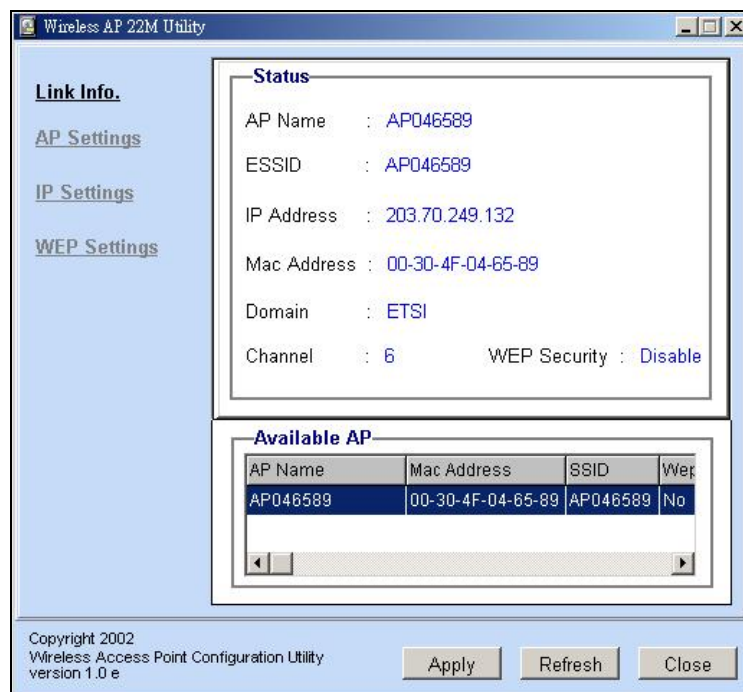 Wireless AP 22M Utility
Link Info.
AP Settings
IP Settings
WEP Settings
Status
AP Name : AP046589
ESSID : AP046589
IP Address : 203.70.249.132
Mac Address : 00-30-4F-04-65-89
Domain : ETSI
Channel : 6 WEP Security : Disable
Available AP
AP Name Mac Address SSID Wep
AP046589 00-30-4F-04-65-89 AP046589 No
Copyright 2002
Wireless Access Point Configuration Utility
version 1.0 e
Apply Refresh Close